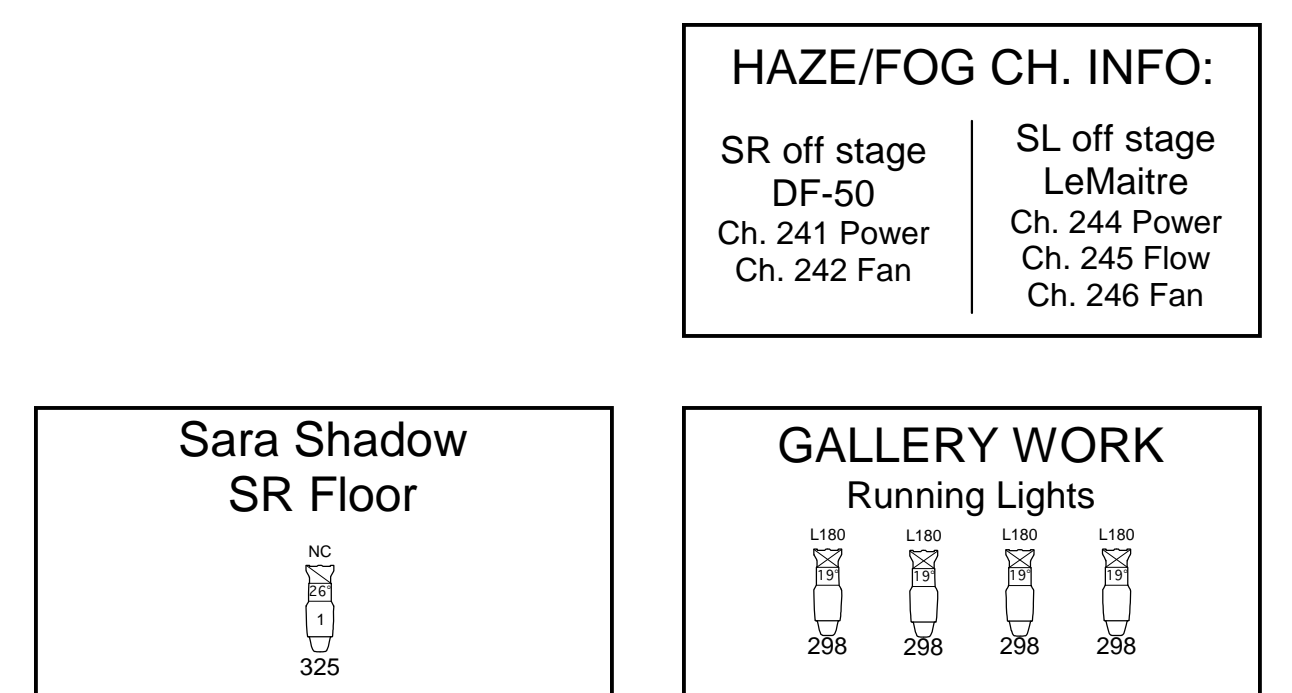 HAZE/FOG CH. INFO:
SR off stage
DF-50
Ch. 241 Power
Ch. 242 Fan
SL off stage
LeMaitre
Ch. 244 Power
Ch. 245 Flow
Ch. 246 Fan
Sara Shadow
SR Floor
NC
26°
1
325
GALLERY WORK
Running Lights
L180 L180 L180 L180
19° 19° 19° 19°
298 298 298 298